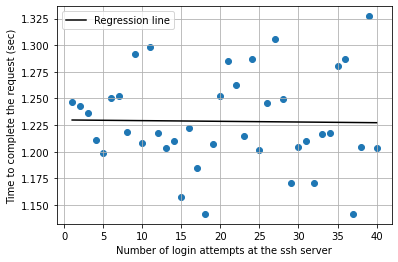 Regression line
Time to complete the request (sec)
1.325
1.300
1.275
1.250
1.225
1.200
1.175
1.150
0 5 10 15 20 25 30 35 40
Number of login attempts at the ssh server